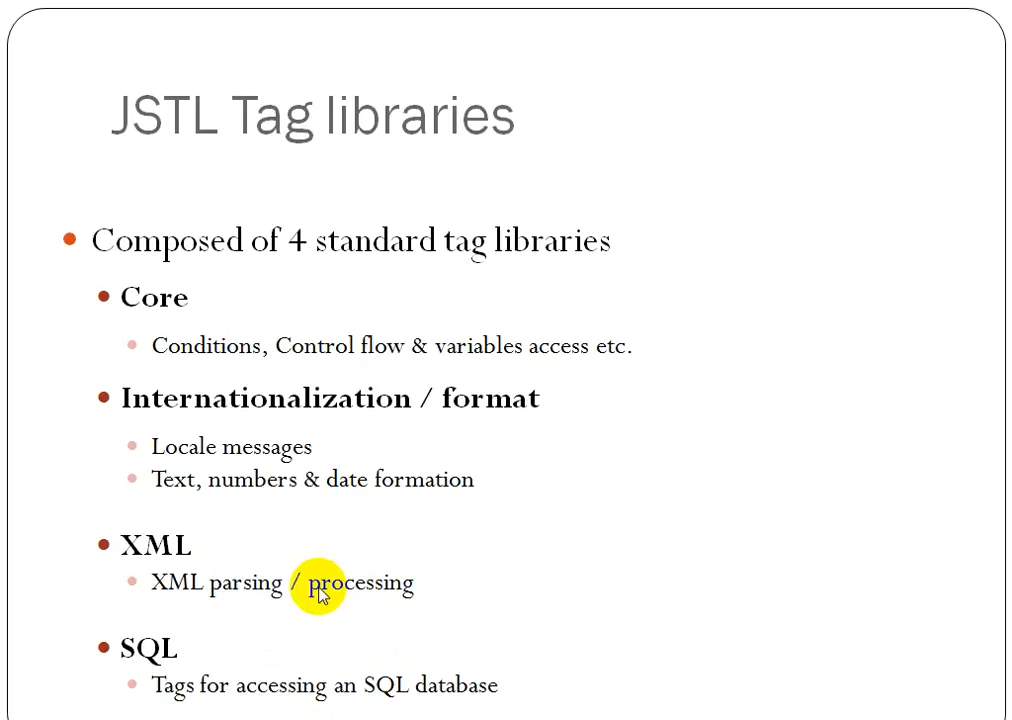 JSTL Tag libraries
Composed of 4 standard tag libraries
Core
Conditions, Control flow & variables access etc.
Internationalization / format
Locale messages
Text, numbers & date formation
XML
XML parsing / processing
SQL
Tags for accessing an SQL database